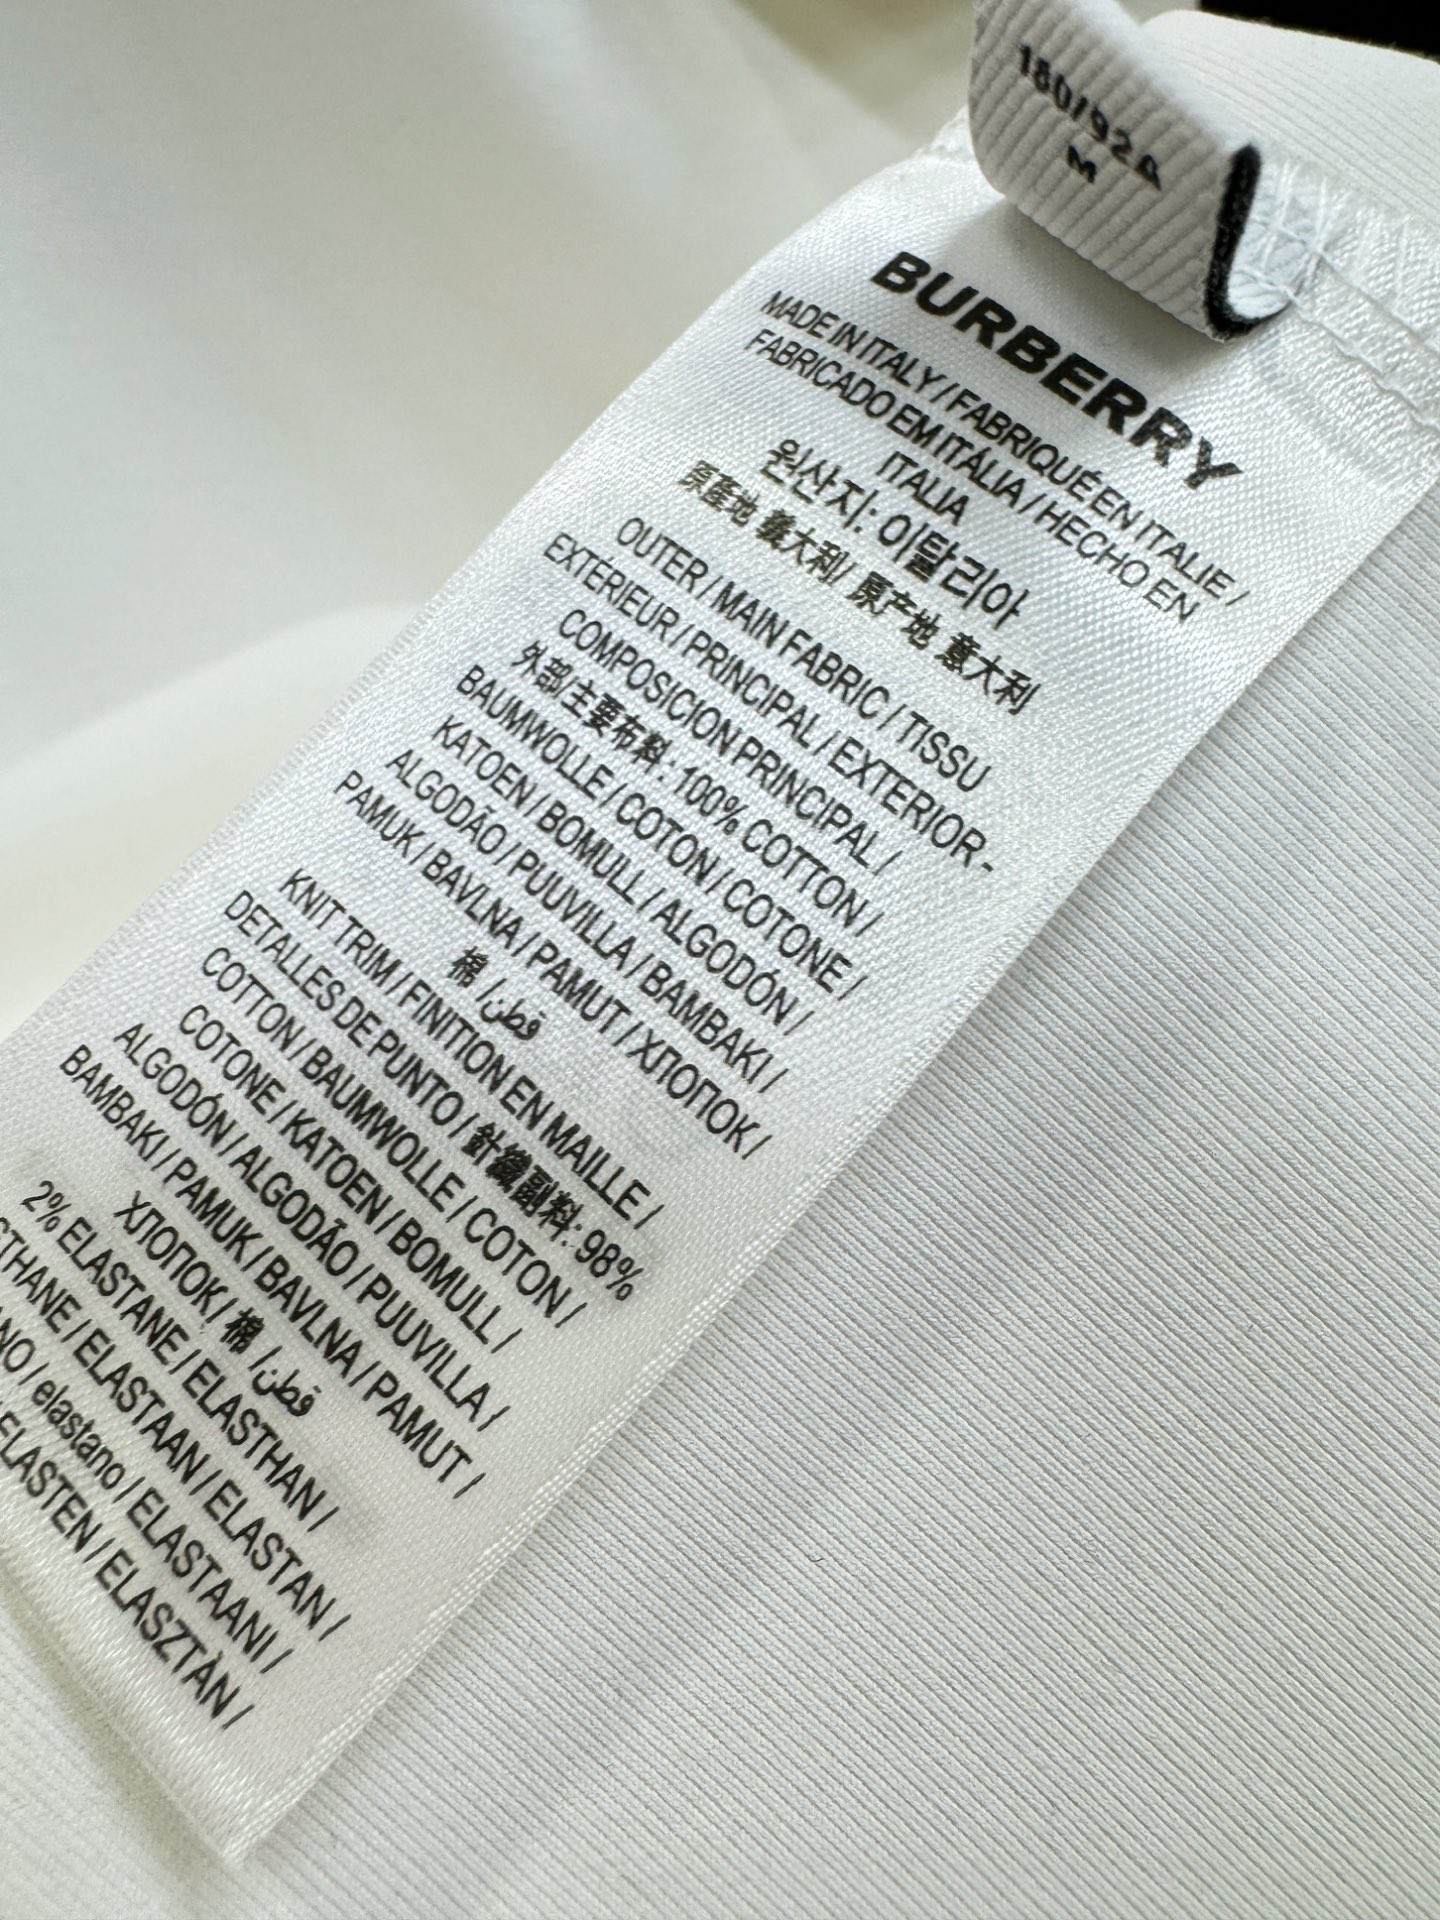 180/92A
M
BURBERRY
MADE IN ITALY / FABRIQUÉ EN ITALIE /
FABRICADO EM ITÁLIA / HECHO EN
ITALIA
원산지: 이탈리아
原產地 義大利/ 原产地 意大利
OUTER / MAIN FABRIC / TISSU
EXTÉRIEUR / PRINCIPAL / EXTERIOR-
COMPOSICION PRINCIPAL /
外部/主要布料: 100% COTTON /
BAUMWOLLE / COTON / COTONE /
KATOEN / BOMULL / ALGODÓN /
ALGODÃO / PUUVILLA / BAMBAKI /
PAMUK / BAVLNA / PAMUT / ХЛОПОК /
棉 /قطن
KNIT TRIM / FINITION EN MAILLE /
DETALLES DE PUNTO / 針織副料: 98%
COTTON / BAUMWOLLE / COTON /
COTONE / KATOEN / BOMULL /
ALGODÓN / ALGODÃO / PUUVILLA /
BAMBAKI / PAMUK / BAVLNA / PAMUT /
ХЛОПОК / 棉 /قطن
2% ELASTANE / ELASTHAN /
STHANE / ELASTAAN / ELASTAN /
NO / elastano / ELASTAANI /
ELASTEN / ELASZTÀN /